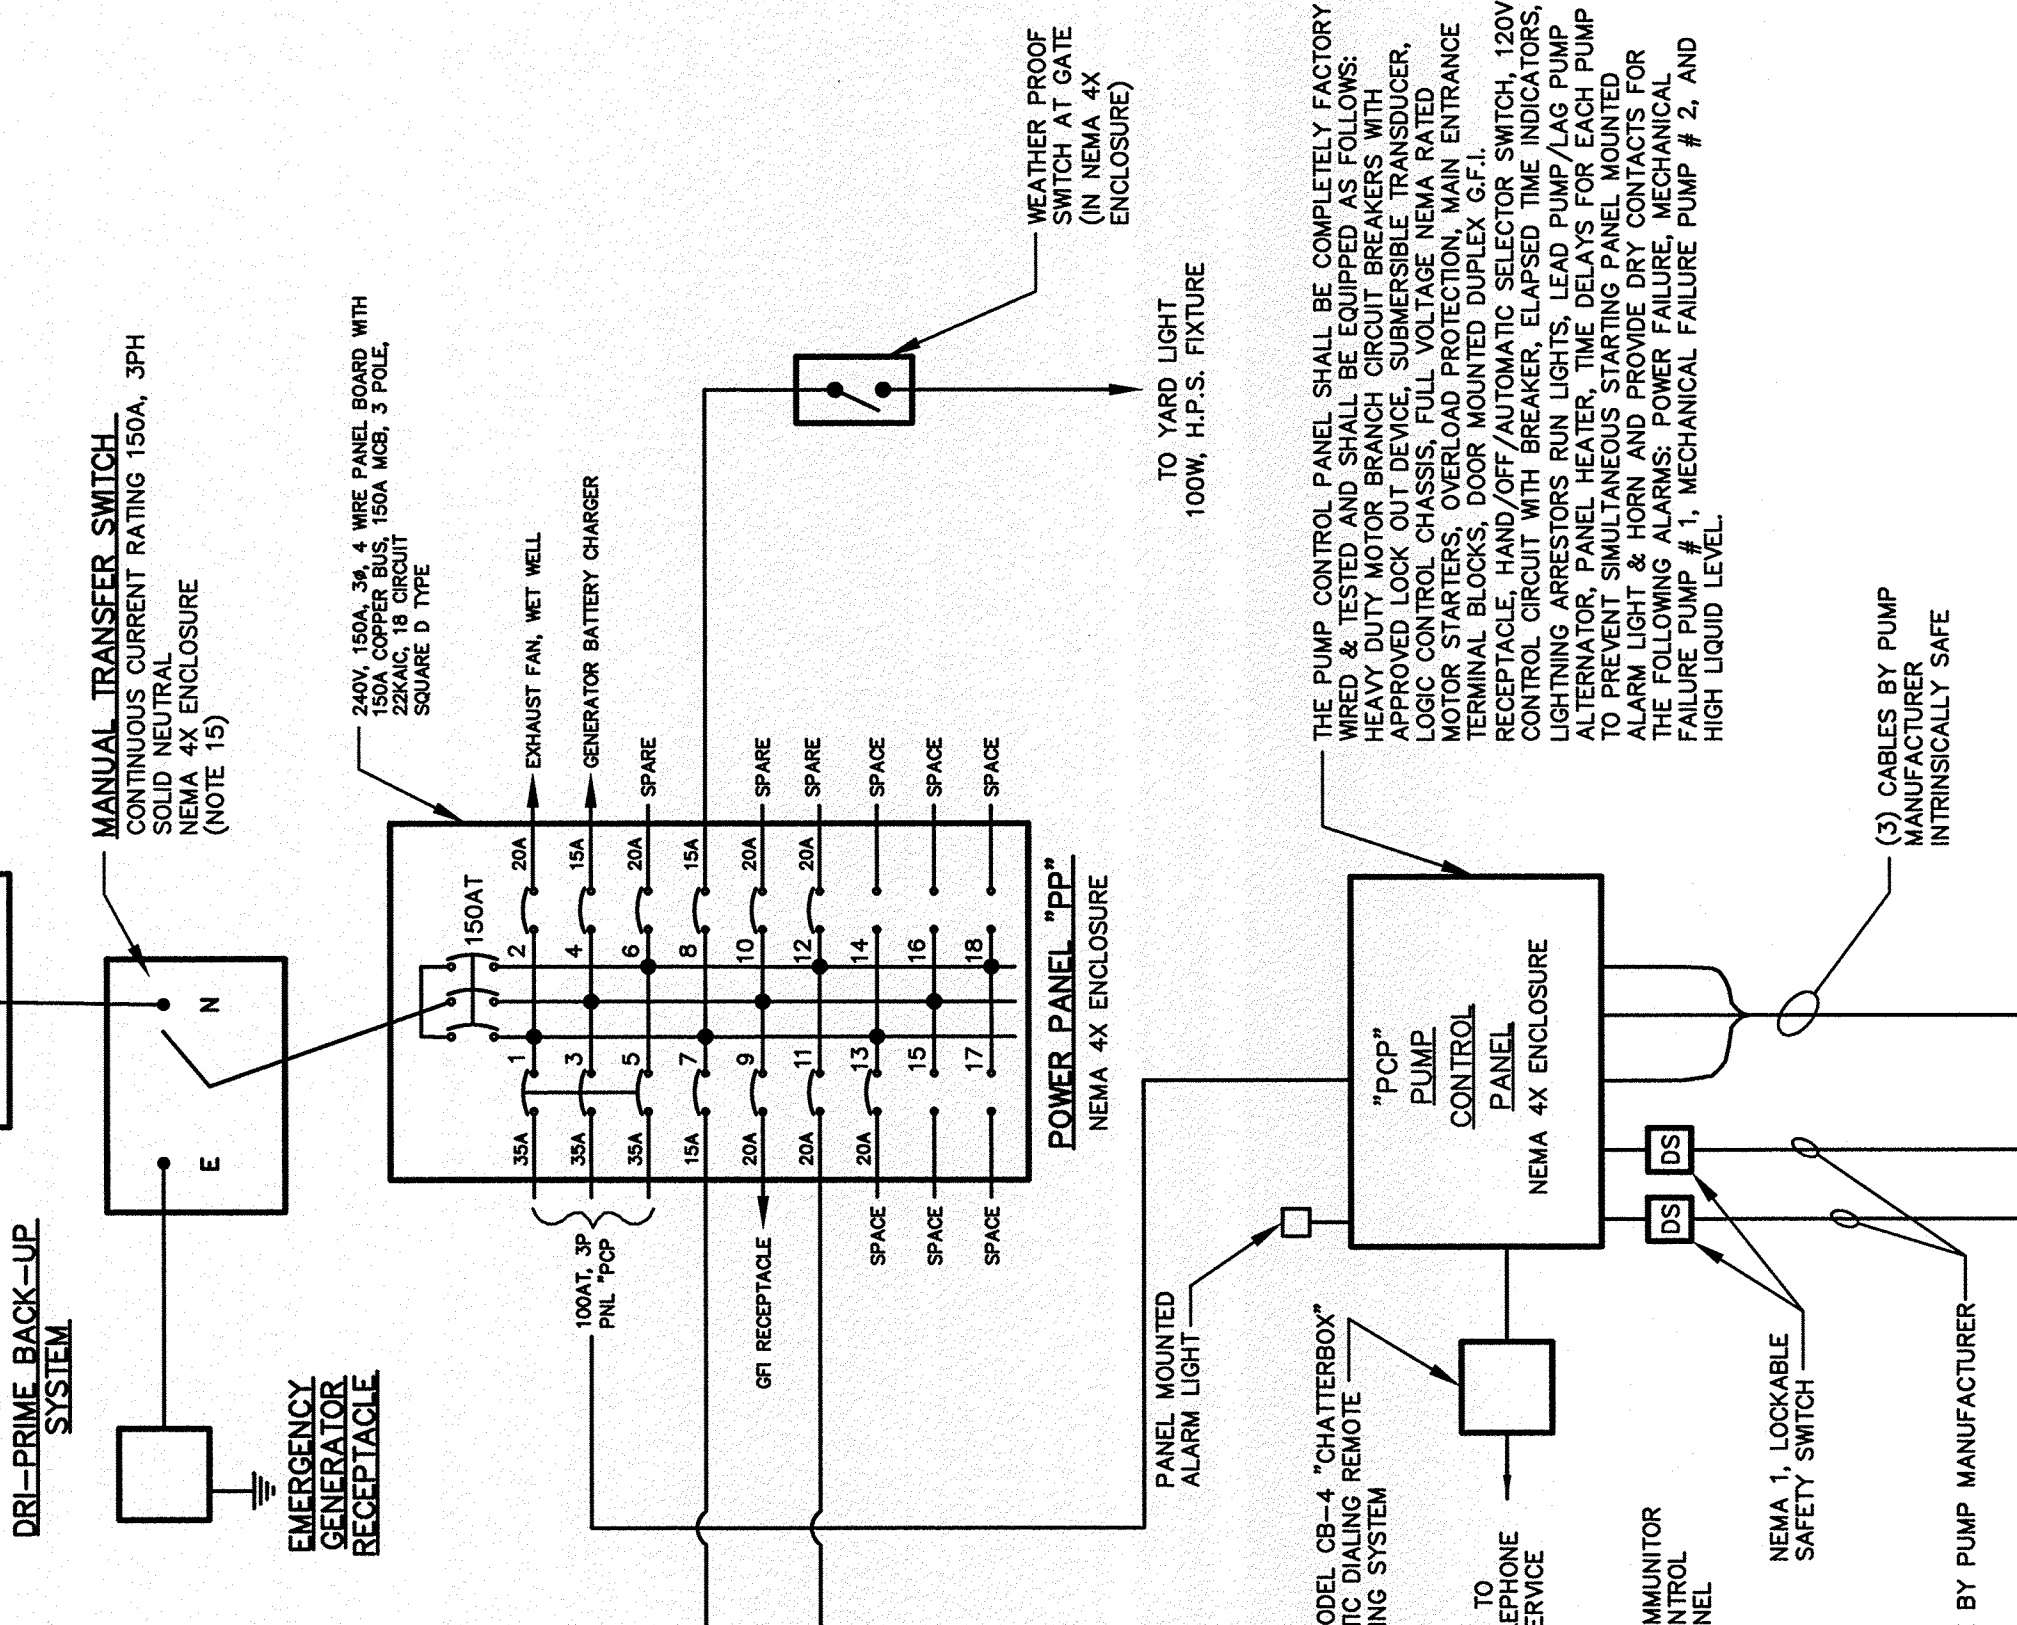 DRI-PRIME BACK-UP
SYSTEM
MANUAL TRANSFER SWITCH
CONTINUOUS CURRENT RATING 150A, 3PH
SOLID NEUTRAL
NEMA 4X ENCLOSURE
(NOTE 15)
E
N
EMERGENCY
GENERATOR
RECEPTACLE
240V, 150A, 3ø, 4 WIRE PANEL BOARD WITH
150A COPPER BUS, 150A MCB, 3 POLE,
22KAIC, 18 CIRCUIT
SQUARE D TYPE
150AT
35A 1 2 20A EXHAUST FAN, WET WELL
35A 3 4 15A GENERATOR BATTERY CHARGER
35A 5 6 20A SPARE
15A 7 8 15A
GFI RECEPTACLE 20A 9 10 20A SPARE
20A 11 12 20A SPARE
SPACE 20A 13 14 SPACE
SPACE 15 16 SPACE
SPACE 17 18 SPACE
100AT, 3P
PNL "PCP
POWER PANEL "PP"
NEMA 4X ENCLOSURE
WEATHER PROOF
SWITCH AT GATE
(IN NEMA 4X
ENCLOSURE)
TO YARD LIGHT
100W, H.P.S. FIXTURE
PANEL MOUNTED
ALARM LIGHT
THE PUMP CONTROL PANEL SHALL BE COMPLETELY FACTORY
WIRED & TESTED AND SHALL BE EQUIPPED AS FOLLOWS:
HEAVY DUTY MOTOR BRANCH CIRCUIT BREAKERS WITH
APPROVED LOCK OUT DEVICE, SUBMERSIBLE TRANSDUCER,
LOGIC CONTROL CHASSIS, FULL VOLTAGE NEMA RATED
MOTOR STARTERS, OVERLOAD PROTECTION, MAIN ENTRANCE
TERMINAL BLOCKS, DOOR MOUNTED DUPLEX G.F.I.
RECEPTACLE, HAND/OFF/AUTOMATIC SELECTOR SWITCH, 120V
CONTROL CIRCUIT WITH BREAKER, ELAPSED TIME INDICATORS,
LIGHTNING ARRESTORS RUN LIGHTS, LEAD PUMP/LAG PUMP
ALTERNATOR, PANEL HEATER, TIME DELAYS FOR EACH PUMP
TO PREVENT SIMULTANEOUS STARTING PANEL MOUNTED
ALARM LIGHT & HORN AND PROVIDE DRY CONTACTS FOR
THE FOLLOWING ALARMS: POWER FAILURE, MECHANICAL
FAILURE PUMP # 1, MECHANICAL FAILURE PUMP # 2, AND
HIGH LIQUID LEVEL.
"PCP"
PUMP
CONTROL
PANEL
NEMA 4X ENCLOSURE
ODEL CB-4 "CHATTERBOX"
TIC DIALING REMOTE
ING SYSTEM
TO
EPHONE
ERVICE
DS
DS
MMUNITOR
NTROL
NEL
NEMA 1, LOCKABLE
SAFETY SWITCH
(3) CABLES BY PUMP
MANUFACTURER
INTRINSICALLY SAFE
BY PUMP MANUFACTURER